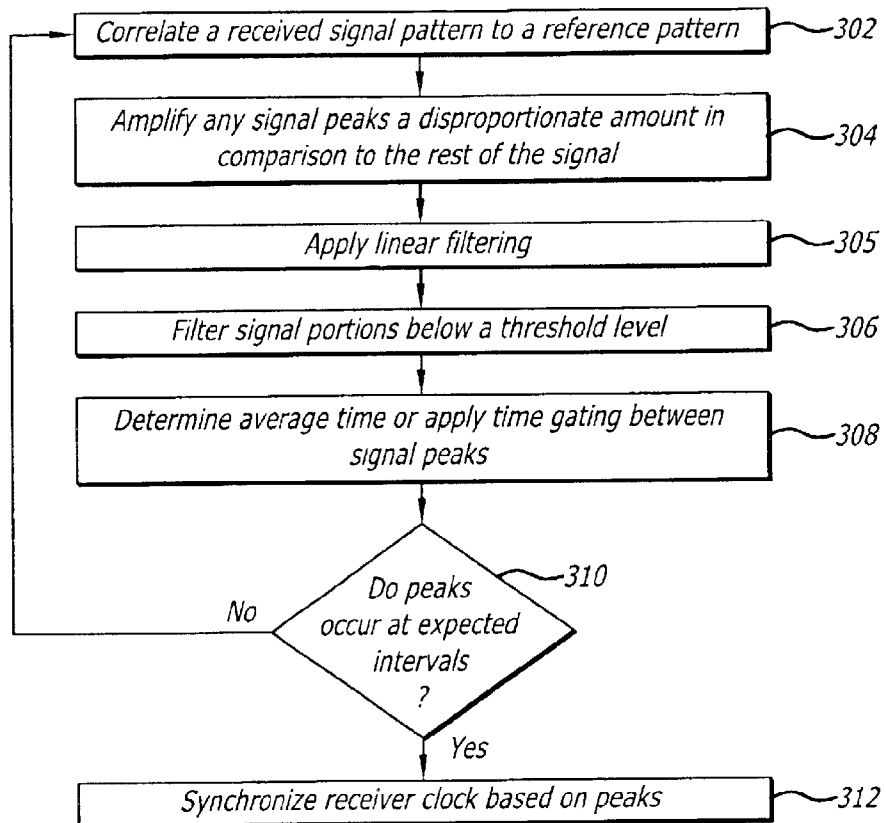 Correlate a received signal pattern to a reference pattern
302
Amplify any signal peaks a disproportionate amount in
comparison to the rest of the signal
304
Apply linear filtering
305
Filter signal portions below a threshold level
306
Determine average time or apply time gating between
signal peaks
308
310
No
Do peaks
occur at expected
intervals
?
Yes
Synchronize receiver clock based on peaks
312